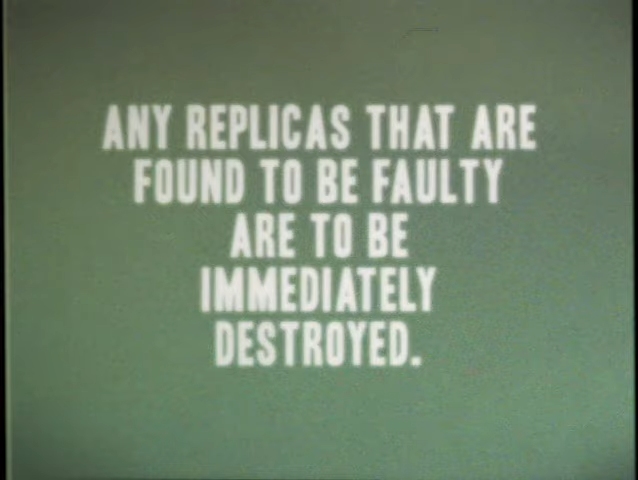 ANY REPLICAS THAT ARE
FOUND TO BE FAULTY
ARE TO BE
IMMEDIATELY
DESTROYED.